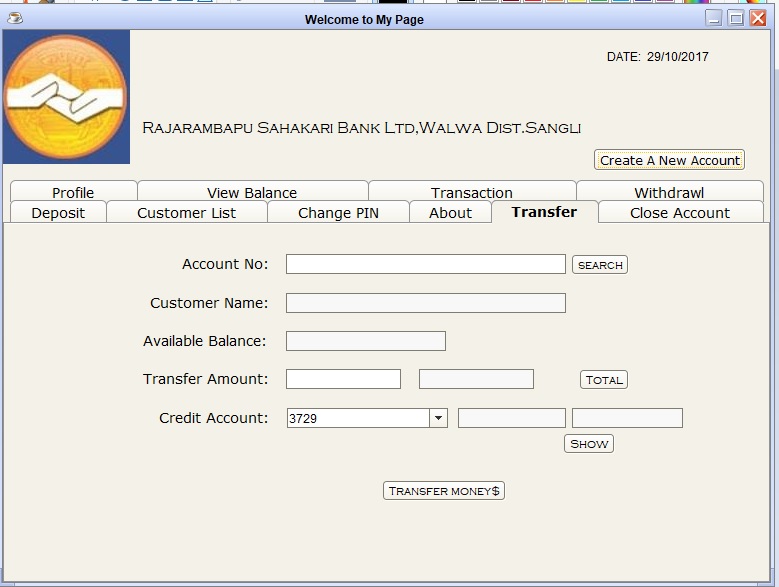 Welcome to My Page
DATE: 29/10/2017
Rajarambapu Sahakari Bank Ltd,Walwa Dist.Sangli
Create A New Account
Profile View Balance Transaction Withdrawl
Deposit Customer List Change PIN About Transfer Close Account
Account No: SEARCH
Customer Name:
Available Balance:
Transfer Amount: Total
Credit Account: 3729
Show
Transfer money$